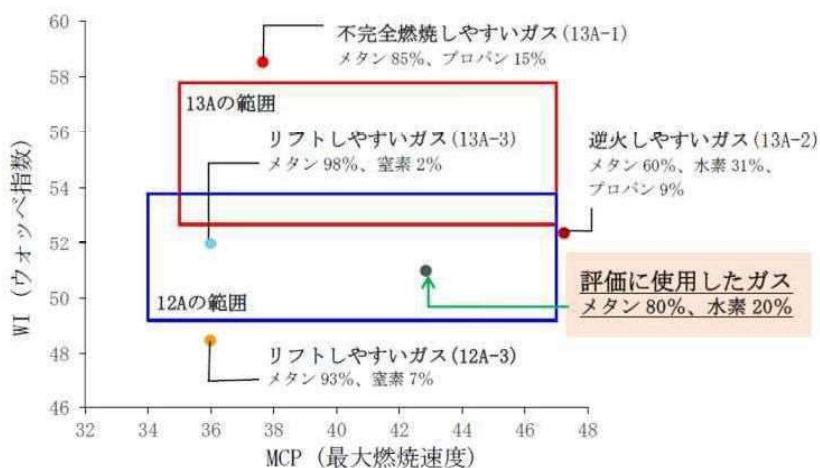 60
58
56
54
52
50
48
46
WI (ウォッベ指数)
32
34
36
38
40
42
44
46
48
MCP (最大燃焼速度)
不完全燃焼しやすいガス(13A-1)
メタン 85%、プロパン 15%
13Aの範囲
リフトしやすいガス(13A-3)
メタン 98%、窒素 2%
逆火しやすいガス(13A-2)
メタン 60%、水素 31%、
プロパン 9%
12Aの範囲
評価に使用したガス
メタン 80%、水素 20%
リフトしやすいガス(12A-3)
メタン 93%、窒素 7%